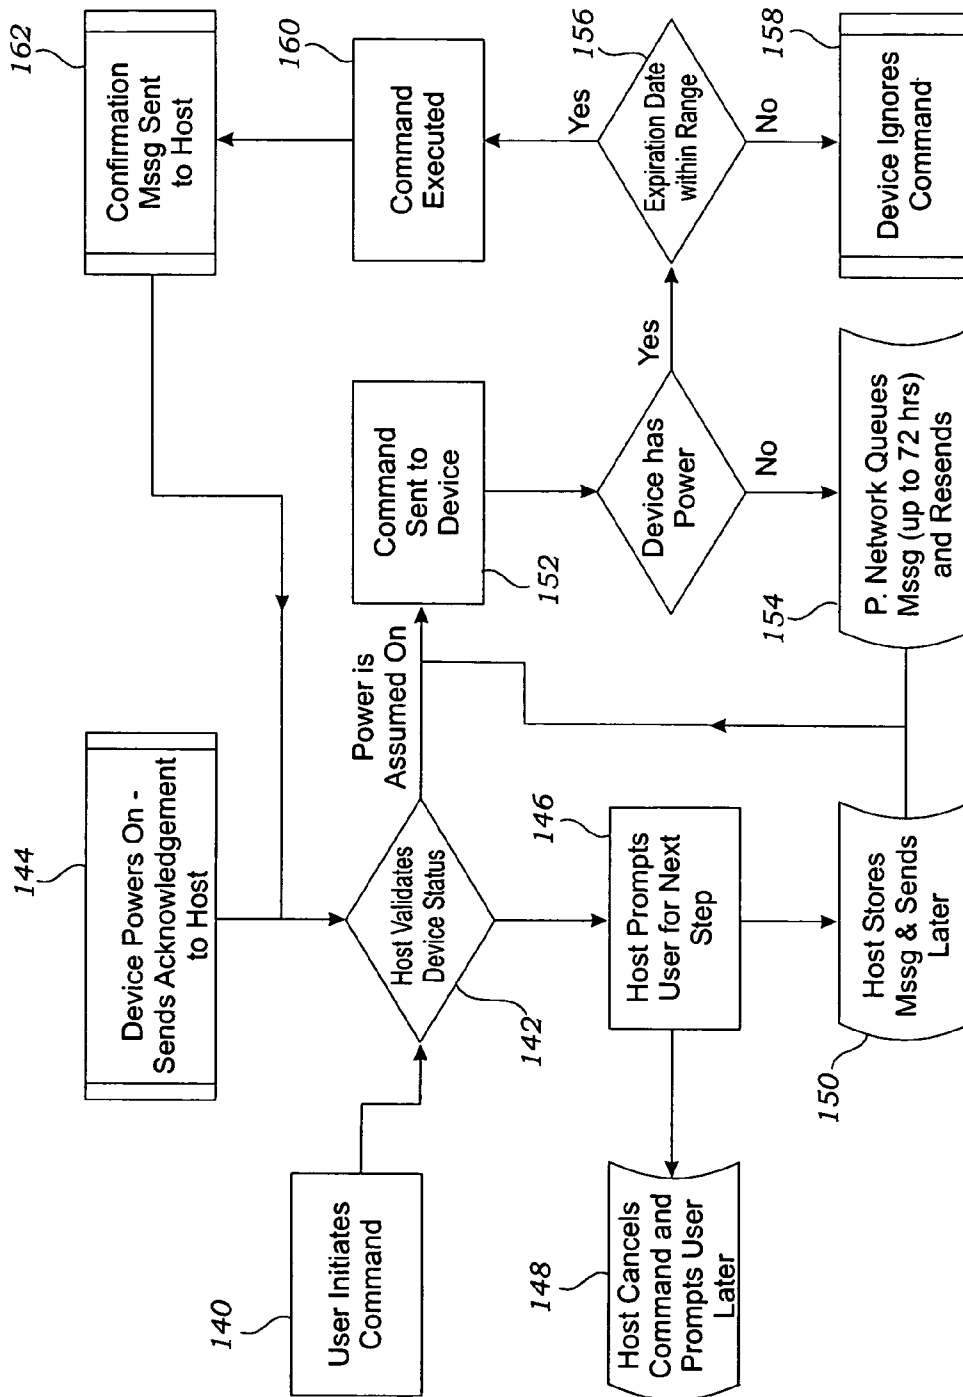 144
Device Powers On -
Sends Acknowledgement
to Host
162
Confirmation
Mssg Sent
to Host
140
User Initiates
Command
Host Validates
Device Status
142
Power is
Assumed On
152
Command
Sent to
Device
160
Command
Executed
148
Host Cancels
Command and
Prompts User
Later
146
Host Prompts
User for Next
Step
Device has
Power
Yes
No
156
Expiration Date
within Range
Yes
No
150
Host Stores
Mssg & Sends
Later
154
P. Network Queues
Mssg (up to 72 hrs)
and Resends
158
Device Ignores
Command